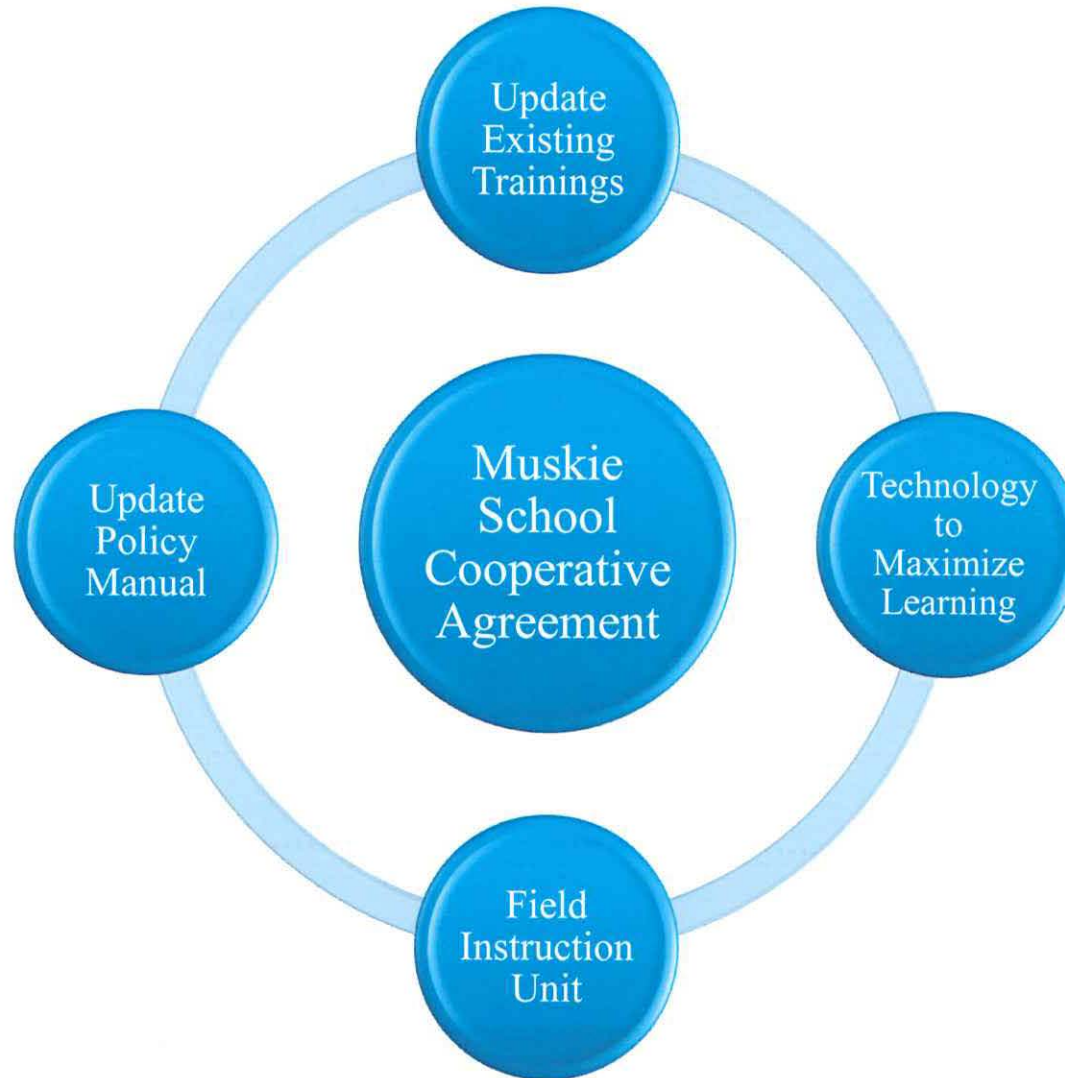 Update
Existing
Trainings
Update
Policy
Manual
Muskie
School
Cooperative
Agreement
Technology
to
Maximize
Learning
Field
Instruction
Unit